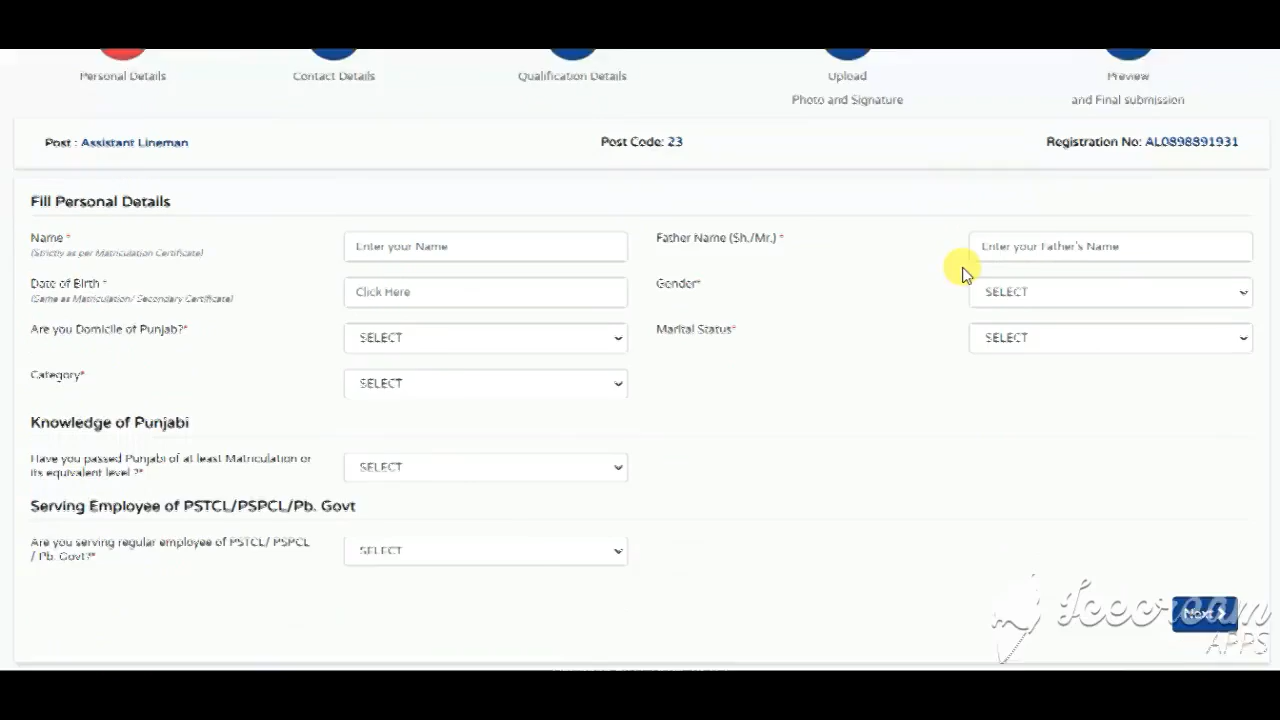 Personal Details
Contact Details
Qualification Details
Upload
Photo and Signature
Preview
and Final submission
Post : Assistant Lineman
Post Code: 23
Registration No: AL0898891931
Fill Personal Details
Name *
(Strictly as per Matriculation Certificate)
Enter your Name
Father Name (Sh./Mr.) *
Enter your Father's Name
Date of Birth *
(Same as Matriculation/ Secondary Certificate)
Click Here
Gender*
SELECT
Are you Domicile of Punjab?*
SELECT
Marital Status*
SELECT
Category*
SELECT
Knowledge of Punjabi
Have you passed Punjabi of at least Matriculation or
its equivalent level ?*
SELECT
Serving Employee of PSTCL/PSPCL/Pb. Govt
Are you serving regular employee of PSTCL/ PSPCL
/ Pb. Govt?*
SELECT
Next
Icecream
APPS